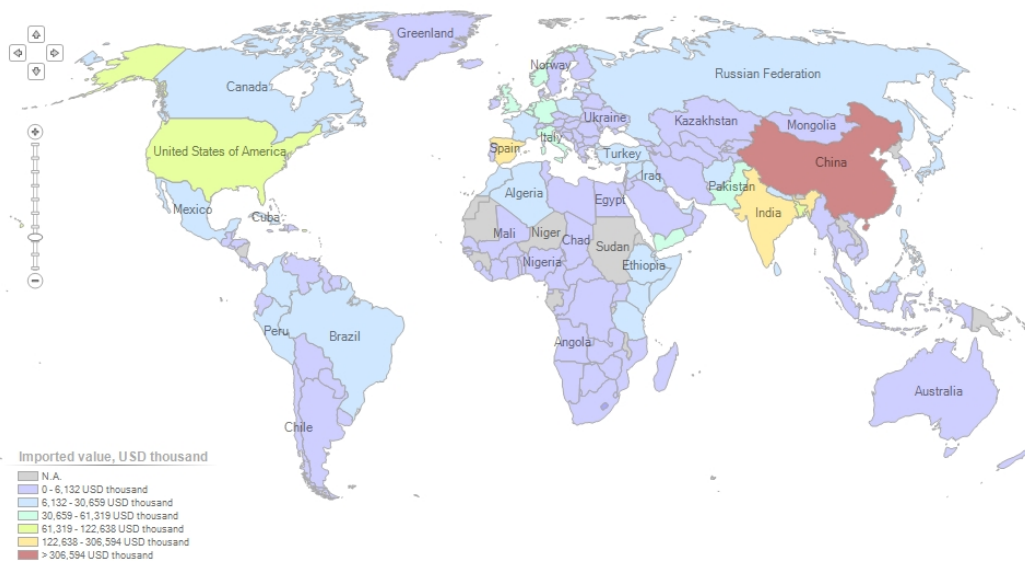 Greenland
Norway
Russian Federation
Canada
Ukraine
Kazakhstan
Mongolia
Italy
Spain
United States of America
Turkey
China
Iraq
Pakistan
Algeria
Egypt
India
Mexico
Cuba
Mali
Niger
Chad
Sudan
Nigeria
Ethiopia
Peru
Brazil
Angola
Australia
Chile
Imported value, USD thousand
N.A.
0 - 6,132 USD thousand
6,132 - 30,659 USD thousand
30,659 - 61,319 USD thousand
61,319 - 122,638 USD thousand
122,638 - 306,594 USD thousand
> 306,594 USD thousand